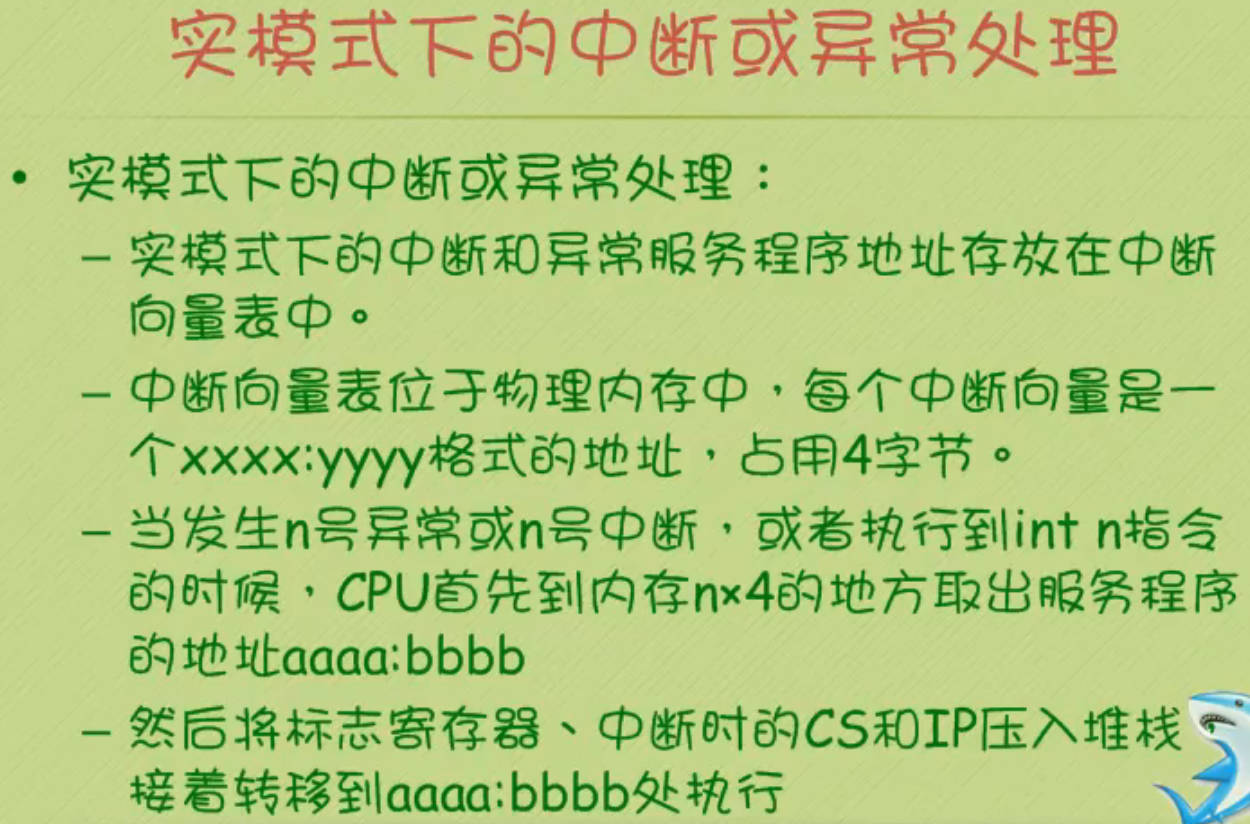 实模式下的中断或异常处理
• 实模式下的中断或异常处理：
– 实模式下的中断和异常服务程序地址存放在中断
向量表中。
– 中断向量表位于物理内存中，每个中断向量是一
个xxxx:yyyy格式的地址，占用4字节。
– 当发生n号异常或n号中断，或者执行到int n指令
的时候，CPU首先到内存n×4的地方取出服务程序
的地址aaaa:bbbb
– 然后将标志寄存器、中断时的CS和IP压入堆栈
接着转移到aaaa:bbbb处执行